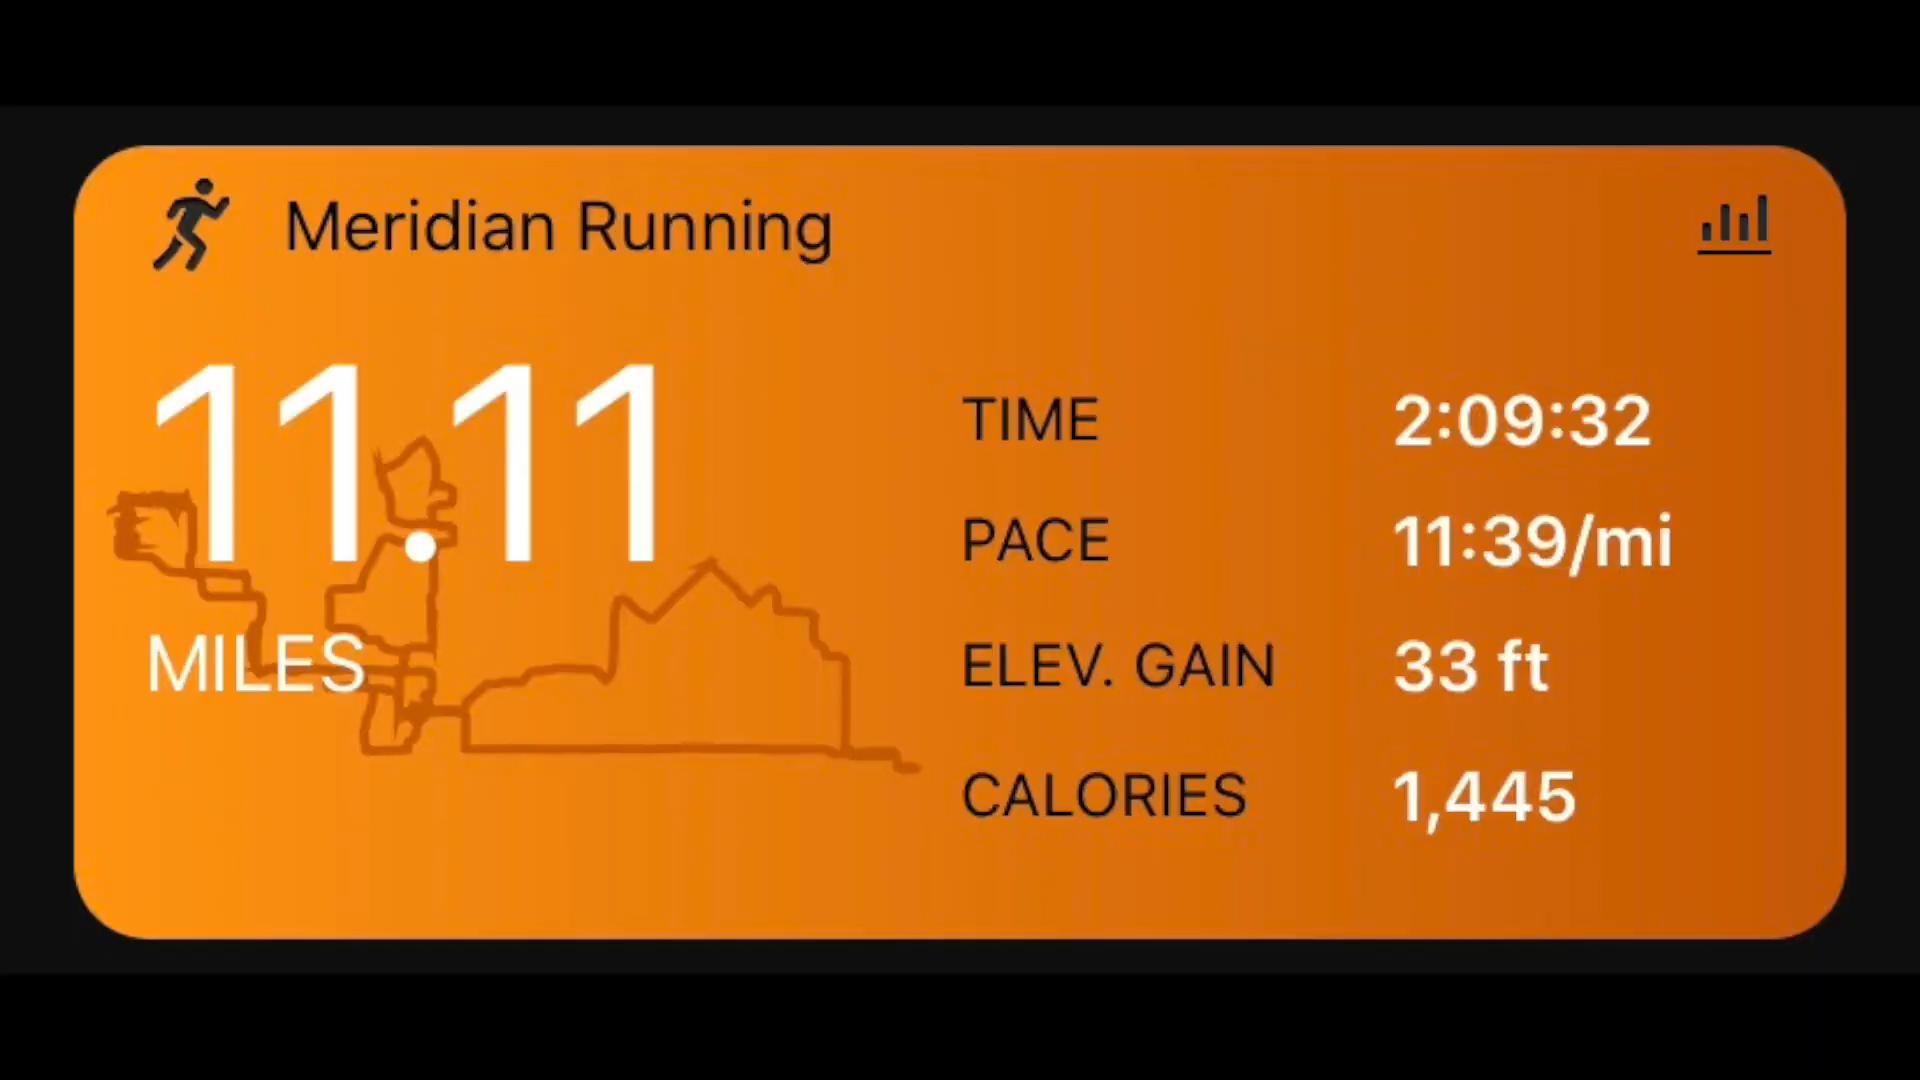 Meridian Running
11.11
MILES
TIME 2:09:32
PACE 11:39/mi
ELEV. GAIN 33 ft
CALORIES 1,445